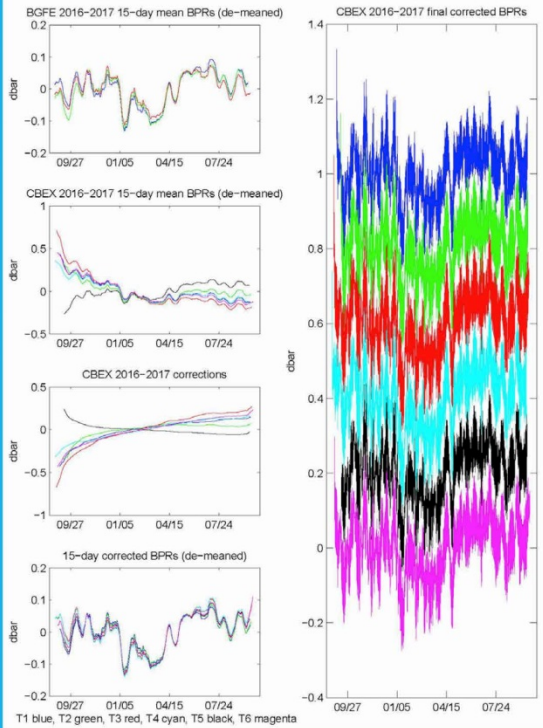 BGFE 2016-2017 15-day mean BPRs (de-meaned)
0.2
0.1
0
-0.1
-0.2
dbar
09/27 01/05 04/15 07/24
CBEX 2016-2017 15-day mean BPRs (de-meaned)
1
0.5
0
-0.5
dbar
09/27 01/05 04/15 07/24
CBEX 2016-2017 corrections
0.5
0
-0.5
-1
dbar
09/27 01/05 04/15 07/24
15-day corrected BPRs (de-meaned)
0.2
0.1
0
-0.1
-0.2
dbar
09/27 01/05 04/15 07/24
T1 blue, T2 green, T3 red, T4 cyan, T5 black, T6 magenta
CBEX 2016-2017 final corrected BPRs
1.4
1.2
1
0.8
0.6
0.4
0.2
0
-0.2
-0.4
dbar
09/27 01/05 04/15 07/24